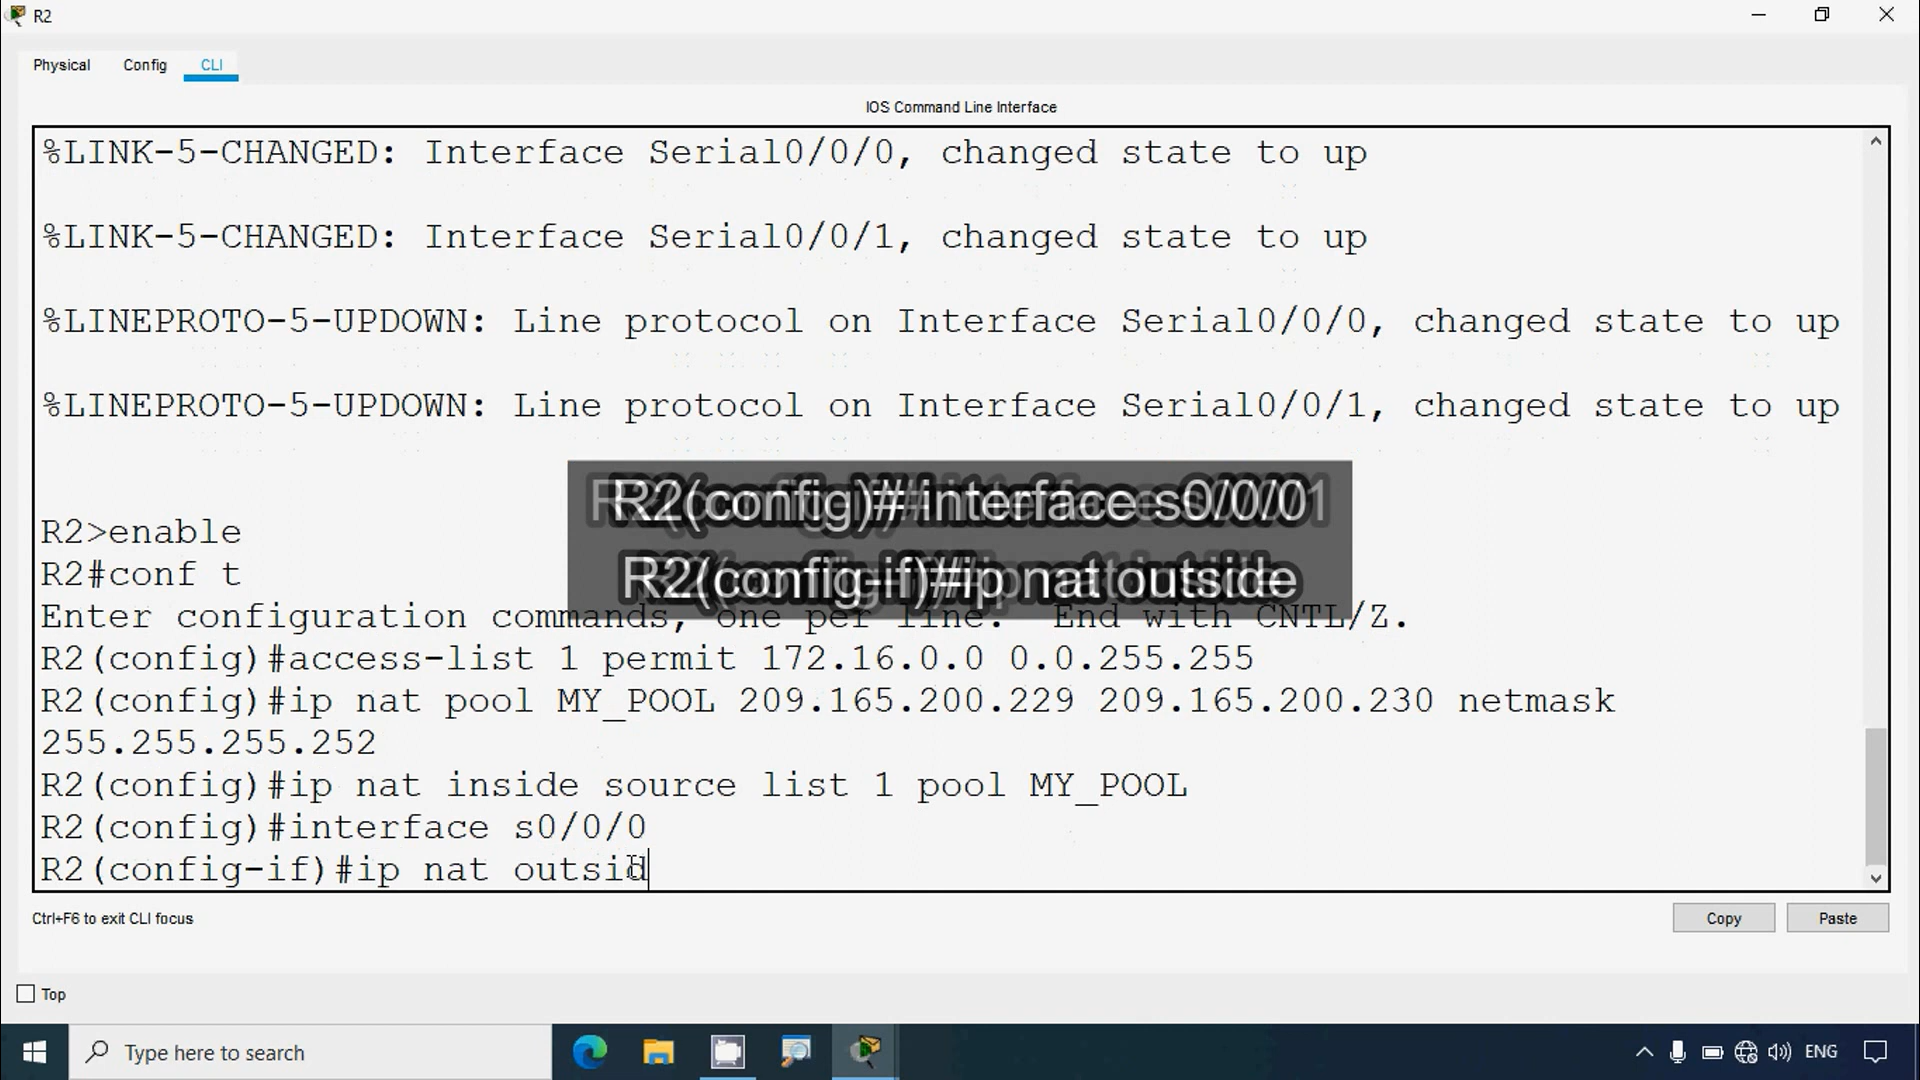 R2
Physical Config CLI
IOS Command Line Interface
%LINK-5-CHANGED: Interface Serial0/0/0, changed state to up
%LINK-5-CHANGED: Interface Serial0/0/1, changed state to up
%LINEPROTO-5-UPDOWN: Line protocol on Interface Serial0/0/0, changed state to up
%LINEPROTO-5-UPDOWN: Line protocol on Interface Serial0/0/1, changed state to up
R2(config)# interface s0/0/0
R2(config-if)#ip nat outside
R2>enable
R2#conf t
Enter configuration commands, one per line. End with CNTL/Z.
R2(config)#access-list 1 permit 172.16.0.0 0.0.255.255
R2(config)#ip nat pool MY_POOL 209.165.200.229 209.165.200.230 netmask
255.255.255.252
R2(config)#ip nat inside source list 1 pool MY_POOL
R2(config)#interface s0/0/0
R2(config-if)#ip nat outsid
Ctrl+F6 to exit CLI focus
Copy Paste
Top
Type here to search
ENG